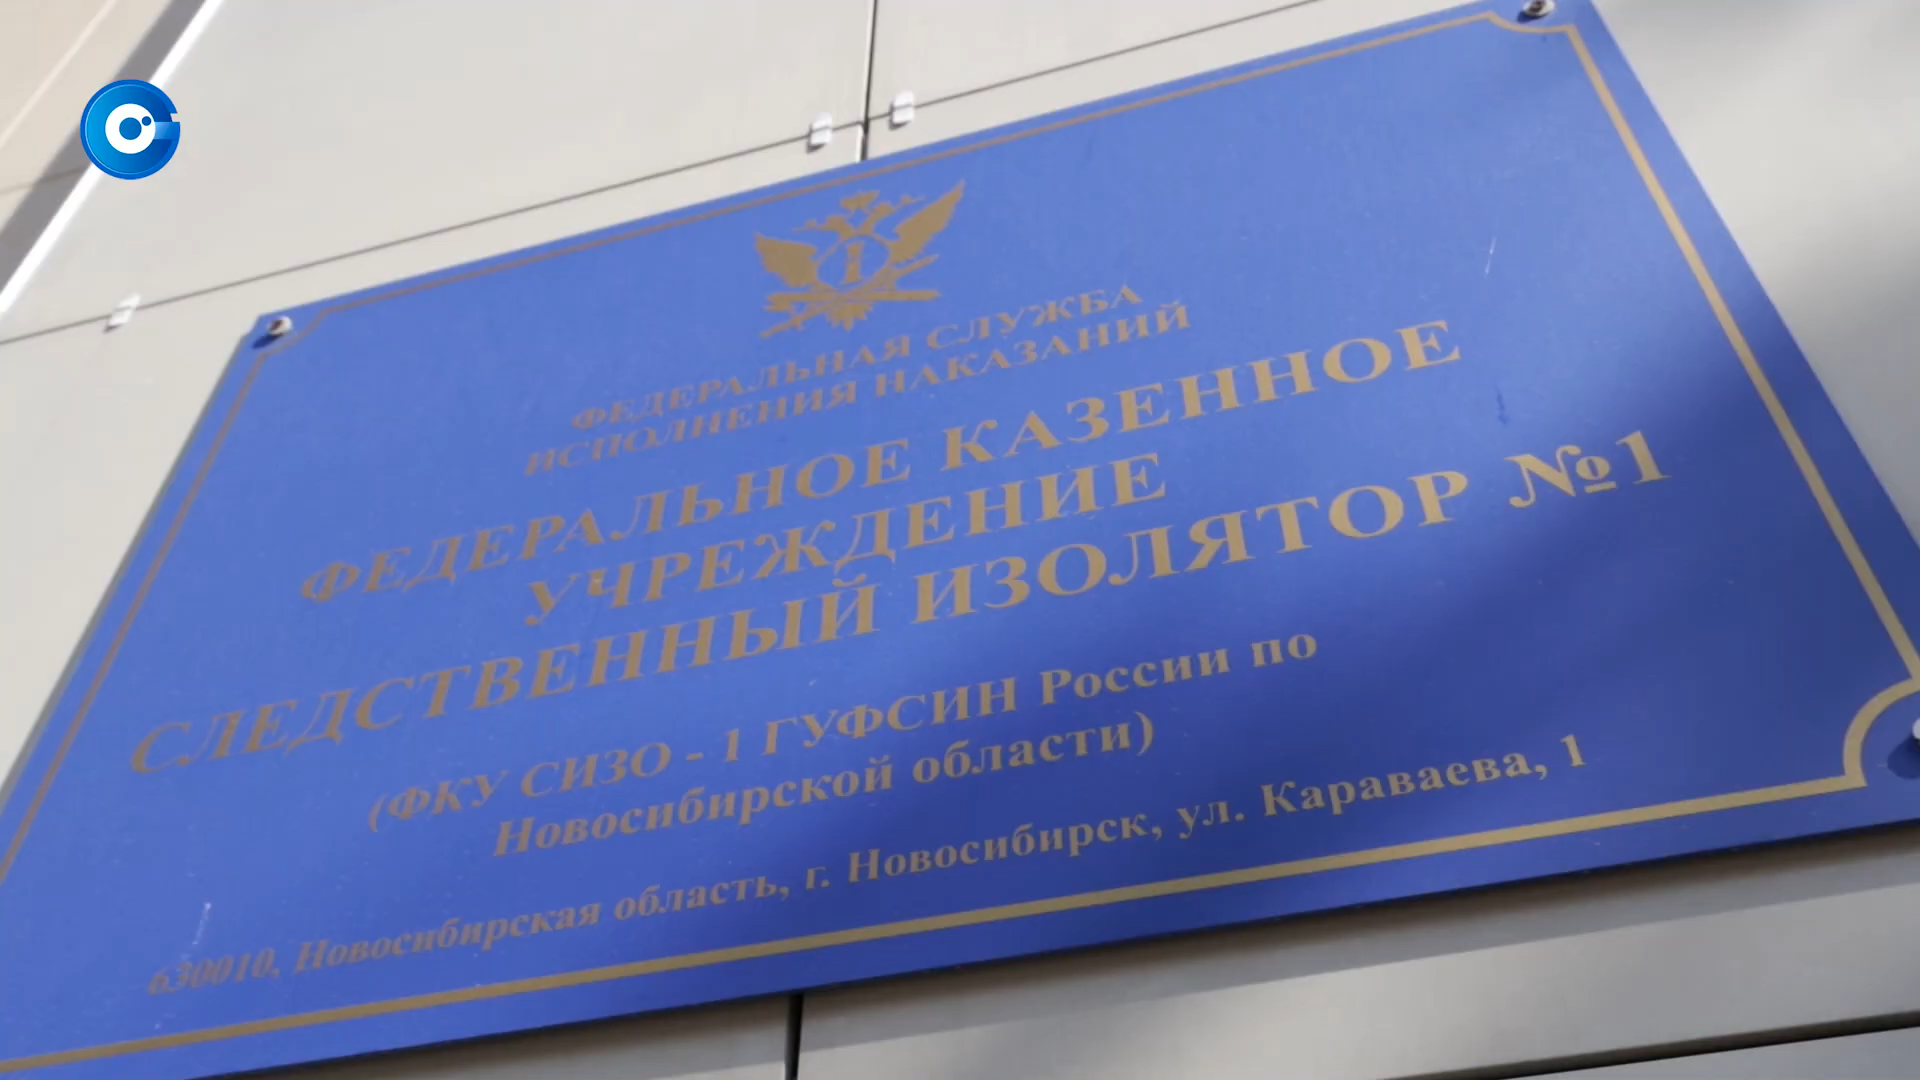 ФЕДЕРАЛЬНАЯ СЛУЖБА
ИСПОЛНЕНИЯ НАКАЗАНИЙ
ФЕДЕРАЛЬНОЕ КАЗЕННОЕ
УЧРЕЖДЕНИЕ
СЛЕДСТВЕННЫЙ ИЗОЛЯТОР №1
(ФКУ СИЗО - 1 ГУФСИН России по
Новосибирской области)
630010, Новосибирская область, г. Новосибирск, ул. Караваева, 1